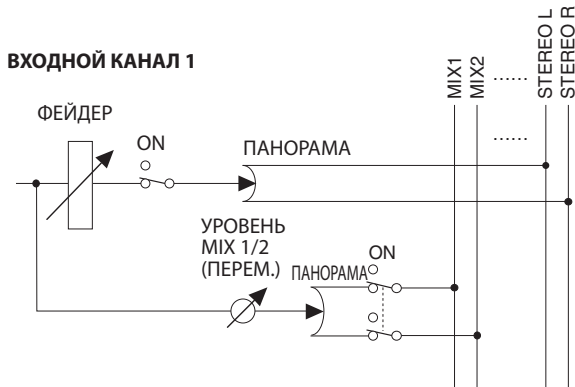 ВХОДНОЙ КАНАЛ 1
MIX1
MIX2
......
STEREO L
STEREO R
......
ФЕЙДЕР
ON
ПАНОРАМА
УРОВЕНЬ
MIX 1/2
(ПЕРЕМ.)
ПАНОРАМА
ON